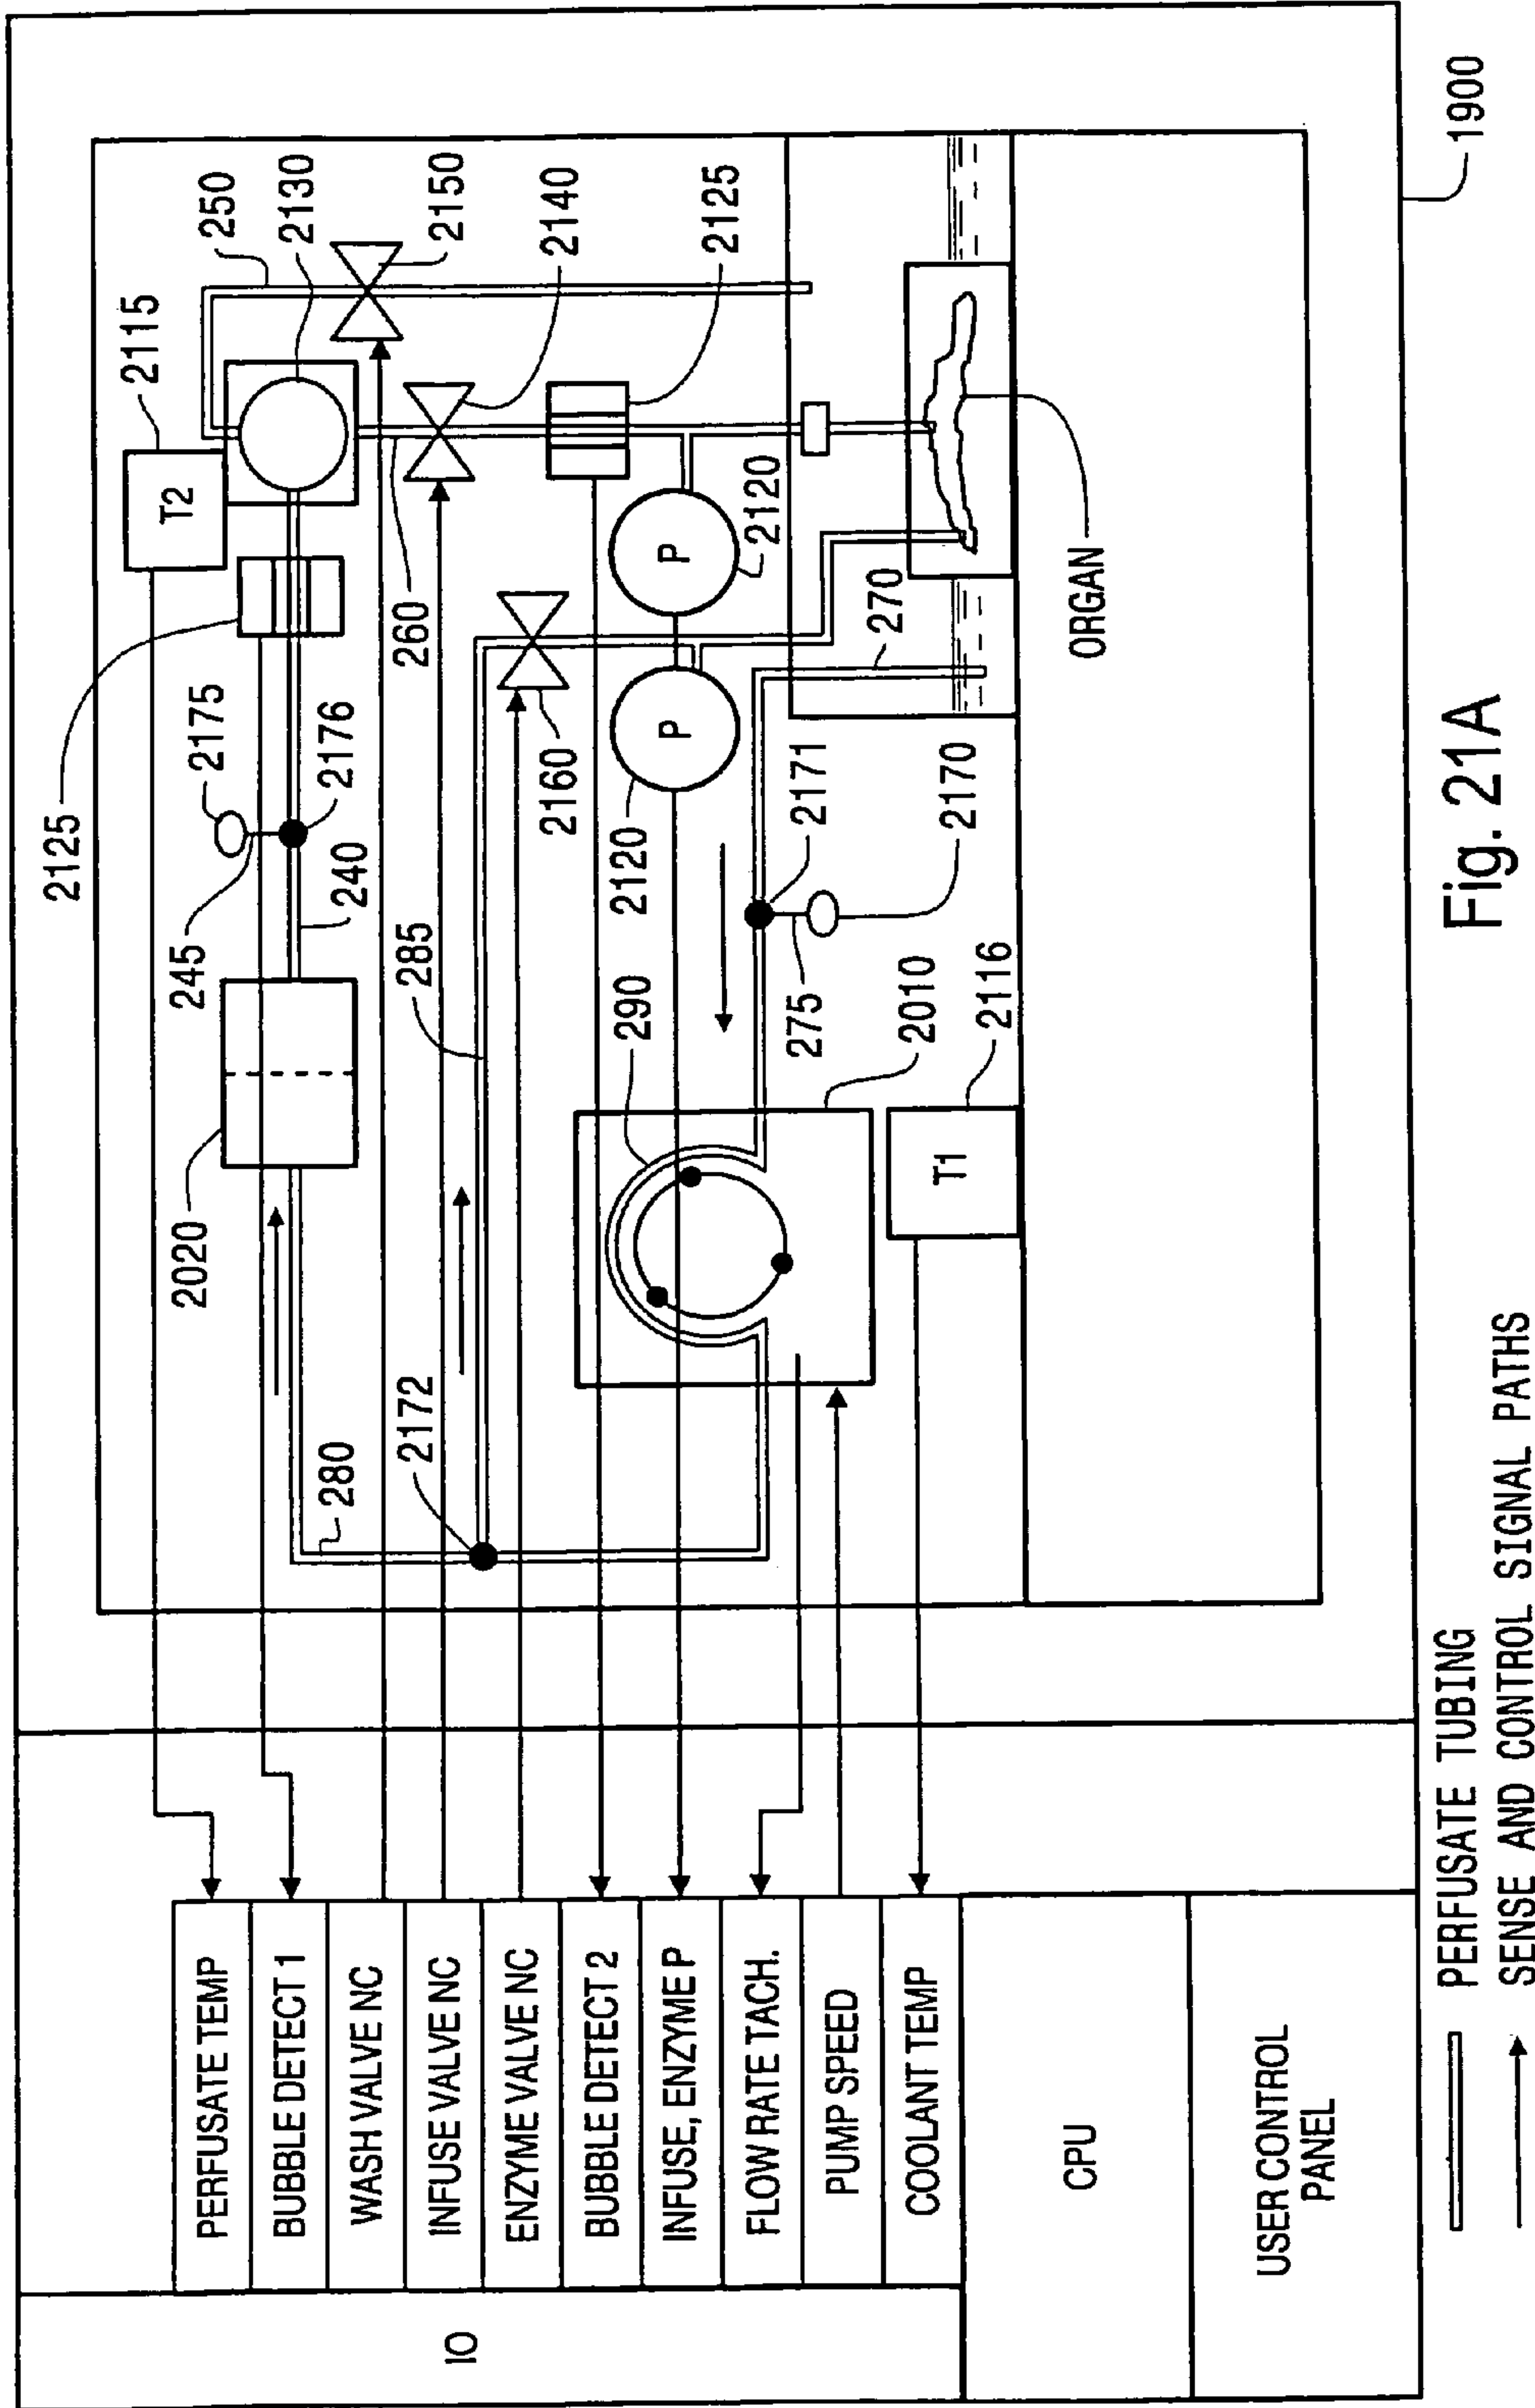 IO
PERFUSATE TEMP
BUBBLE DETECT 1
WASH VALVE NC
INFUSE VALVE NC
ENZYME VALVE NC
BUBBLE DETECT 2
INFUSE, ENZYME P
FLOW RATE TACH.
PUMP SPEED
COOLANT TEMP
CPU
USER CONTROL
PANEL
2125
2175
2176
245
240
2020
280
2172
285
T2
2115
250
2130
2150
2140
2125
260
2160
P
2120
P
2120
270
2171
2170
275
290
2010
2116
T1
ORGAN
1900
PERFUSATE TUBING
SENSE AND CONTROL SIGNAL PATHS
Fig. 21A